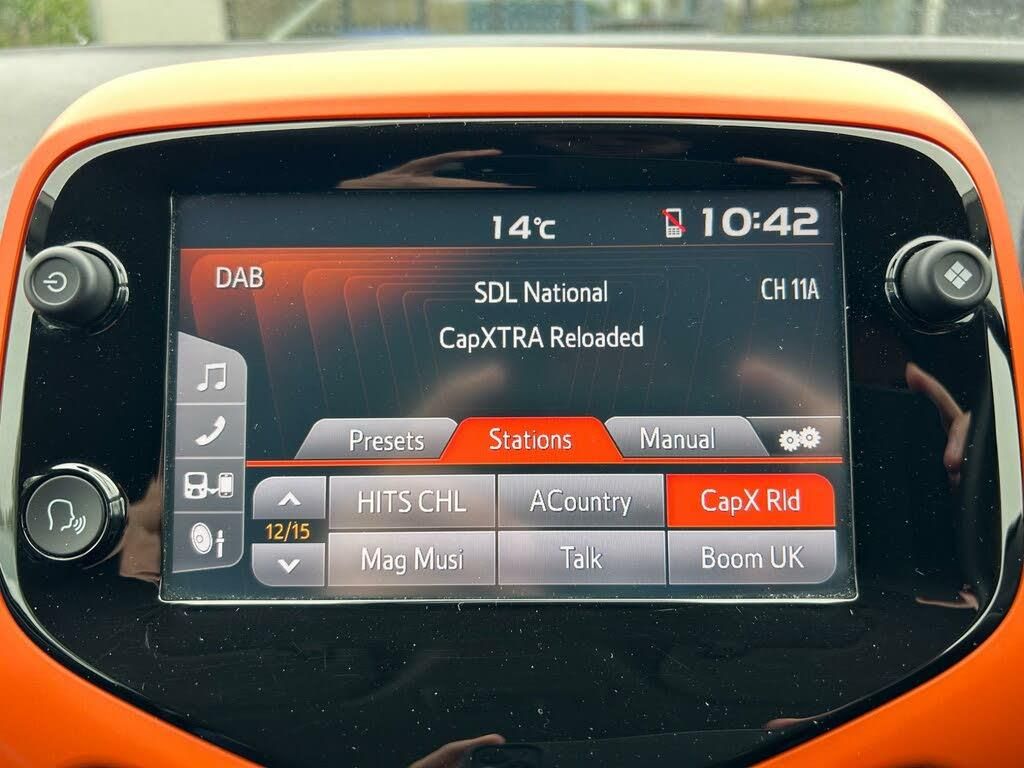 14°C 10:42
DAB SDL National CH 11A
CapXTRA Reloaded
Presets Stations Manual
HITS CHL ACountry CapX Rld
12/15
Mag Musi Talk Boom UK